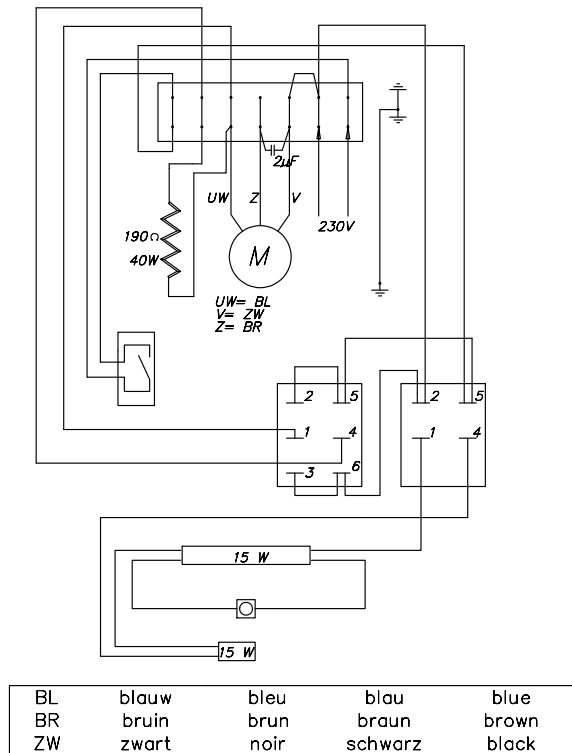 2µF
UW Z V
230V
190Ω
40W
M
UW= BL
V= ZW
Z= BR
2 5
1 4
3 6
2 5
1 4
15 W
15 W
BL blauw bleu blau blue
BR bruin brun braun brown
ZW zwart noir schwarz black